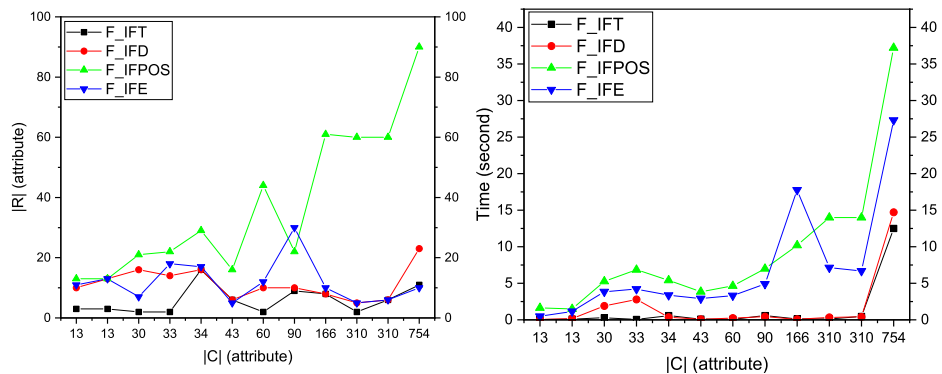 F_IFT
F_IFD
F_IFPOS
F_IFE
100
80
60
40
20
0
100
80
60
40
20
0
|R| (attribute)
13 13 30 33 34 43 60 90 166 310 310 754
|C| (attribute)
F_IFT
F_IFD
F_IFPOS
F_IFE
40
35
30
25
20
15
10
5
0
40
35
30
25
20
15
10
5
0
Time (second)
13 13 30 33 34 43 60 90 166 310 310 754
|C| (attribute)